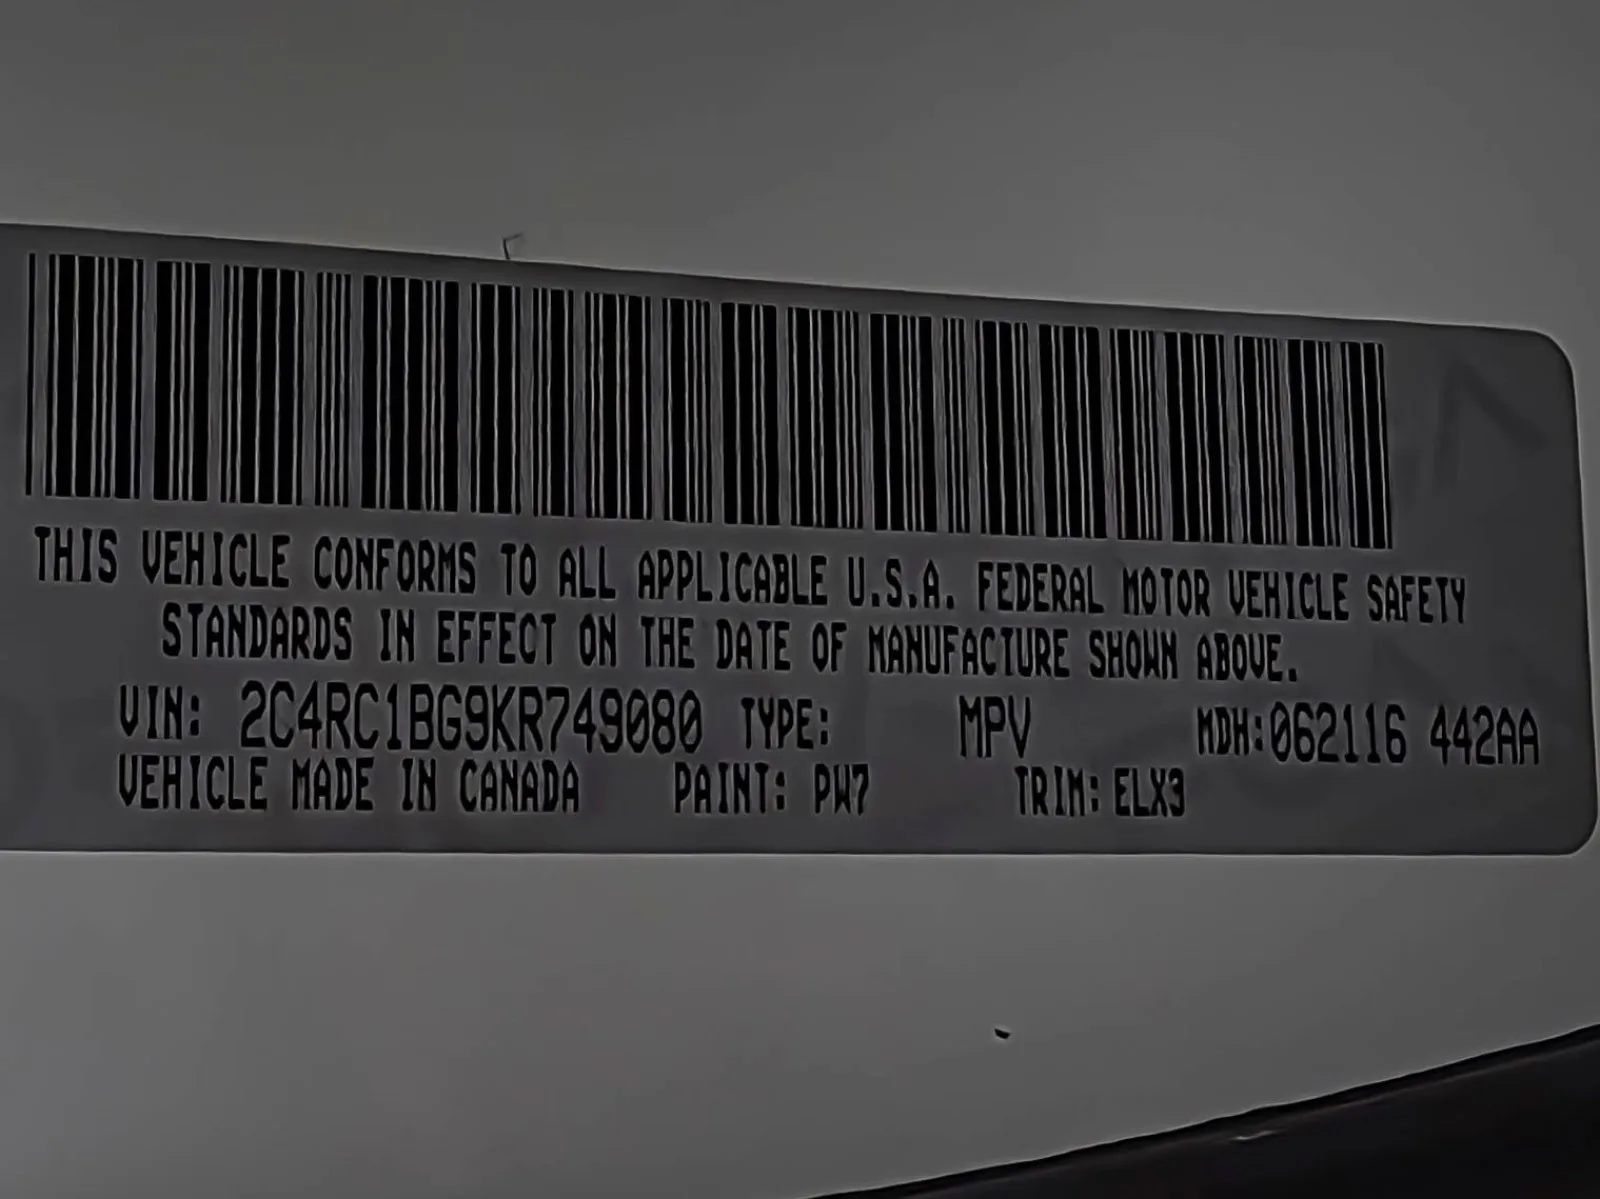 THIS VEHICLE CONFORMS TO ALL APPLICABLE U.S.A. FEDERAL MOTOR VEHICLE SAFETY
STANDARDS IN EFFECT ON THE DATE OF MANUFACTURE SHOWN ABOVE.
VIN: 2C4RC1BG9KR749080 TYPE: MPV MDH:062116 442AA
VEHICLE MADE IN CANADA PAINT: PW7 TRIM: ELX9